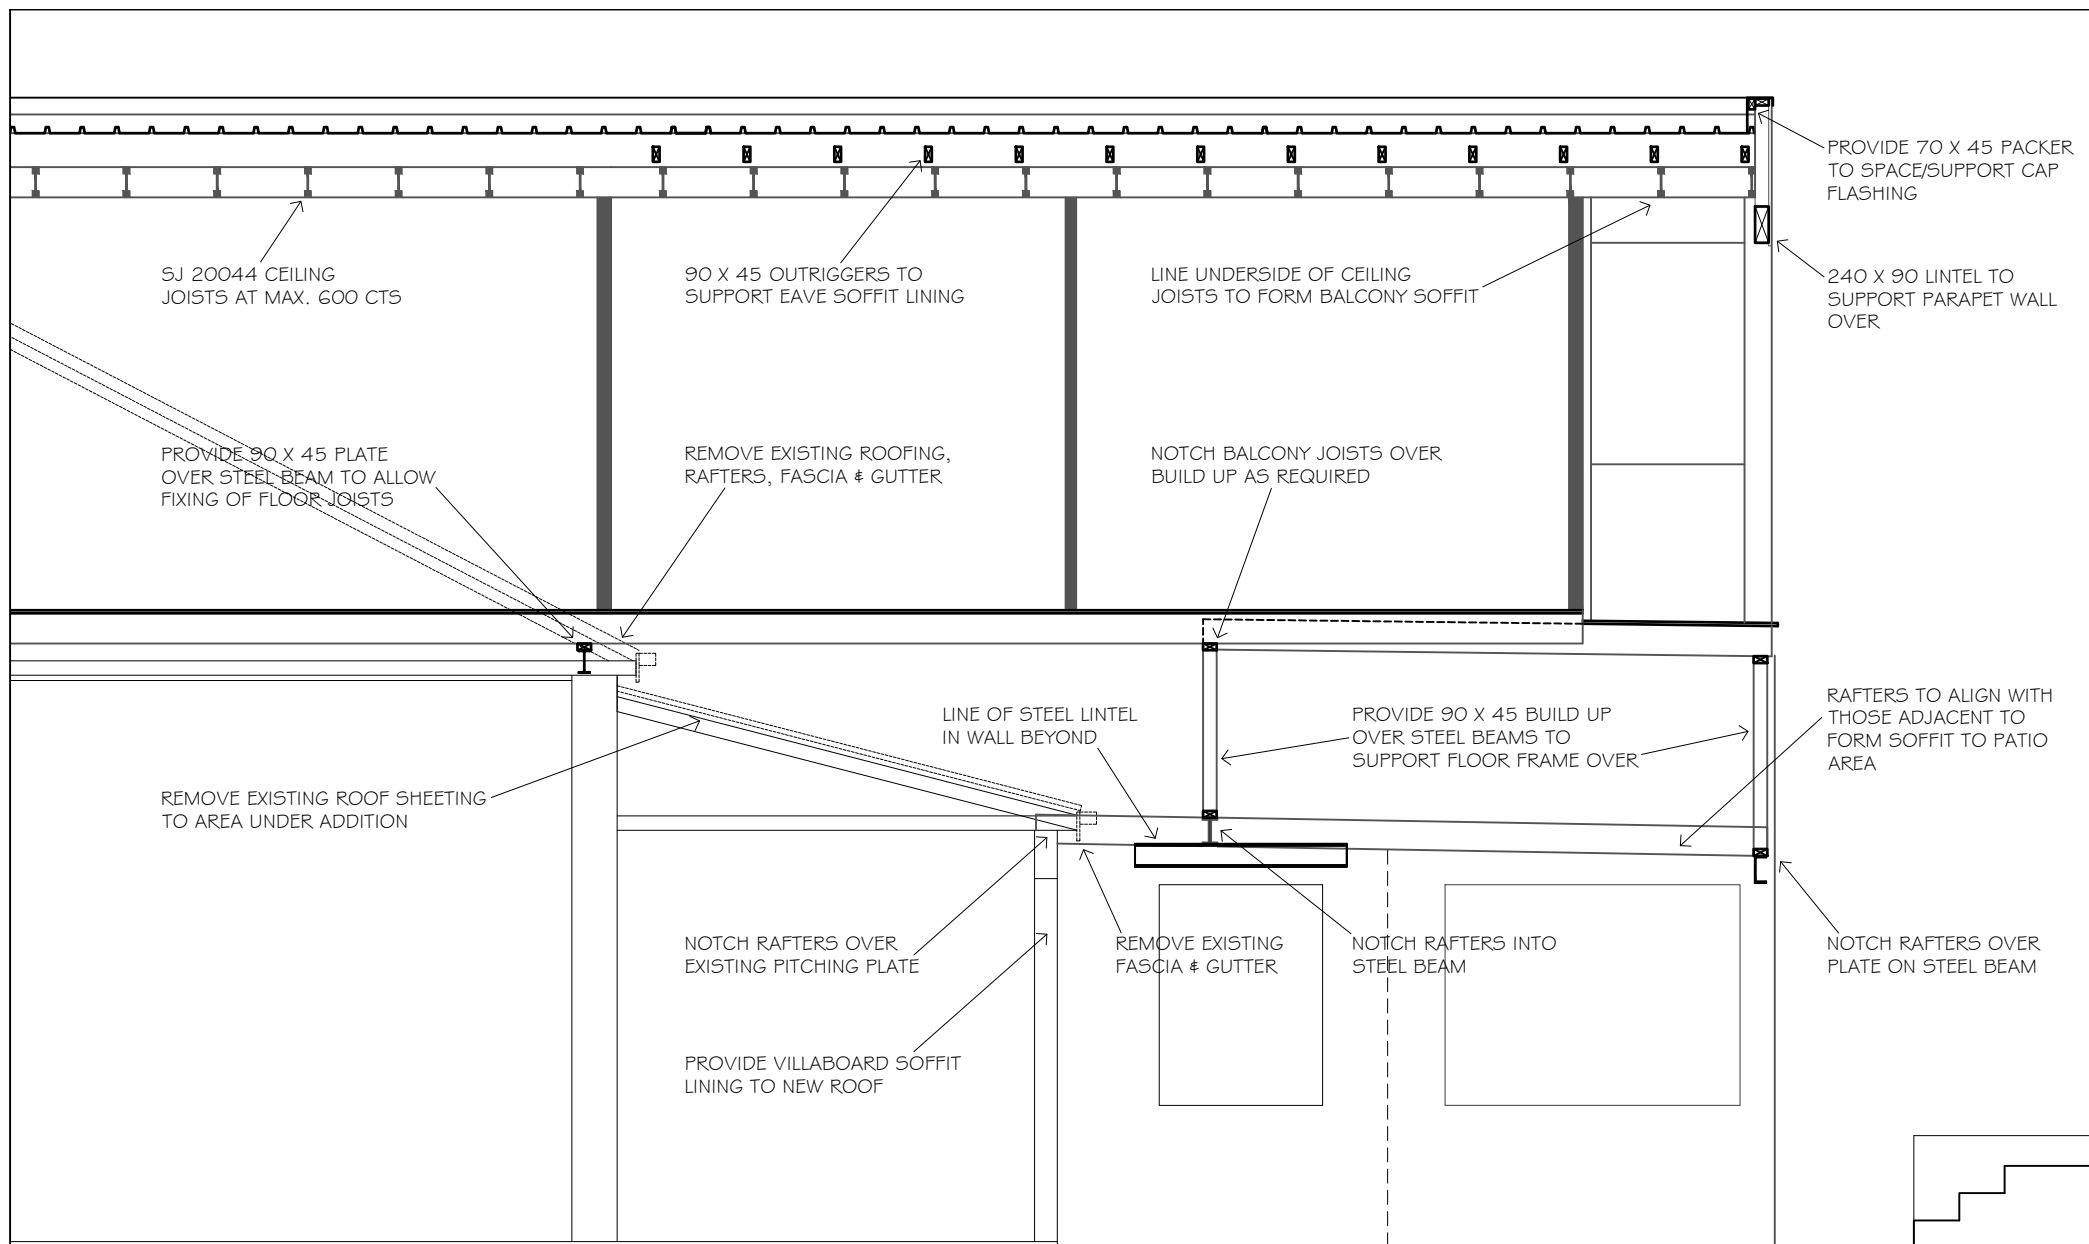 PROVIDE 70 X 45 PACKER
TO SPACE/SUPPORT CAP
FLASHING
SJ 20044 CEILING
JOISTS AT MAX. 600 CTS
90 X 45 OUTRIGGERS TO
SUPPORT EAVE SOFFIT LINING
LINE UNDERSIDE OF CEILING
JOISTS TO FORM BALCONY SOFFIT
240 X 90 LINTEL TO
SUPPORT PARAPET WALL
OVER
PROVIDE 90 X 45 PLATE
OVER STEEL BEAM TO ALLOW
FIXING OF FLOOR JOISTS
REMOVE EXISTING ROOFING,
RAFTERS, FASCIA & GUTTER
NOTCH BALCONY JOISTS OVER
BUILD UP AS REQUIRED
LINE OF STEEL LINTEL
IN WALL BEYOND
PROVIDE 90 X 45 BUILD UP
OVER STEEL BEAMS TO
SUPPORT FLOOR FRAME OVER
RAFTERS TO ALIGN WITH
THOSE ADJACENT TO
FORM SOFFIT TO PATIO
AREA
REMOVE EXISTING ROOF SHEETING
TO AREA UNDER ADDITION
NOTCH RAFTERS OVER
EXISTING PITCHING PLATE
REMOVE EXISTING
FASCIA & GUTTER
NOTCH RAFTERS INTO
STEEL BEAM
NOTCH RAFTERS OVER
PLATE ON STEEL BEAM
PROVIDE VILLABOARD SOFFIT
LINING TO NEW ROOF